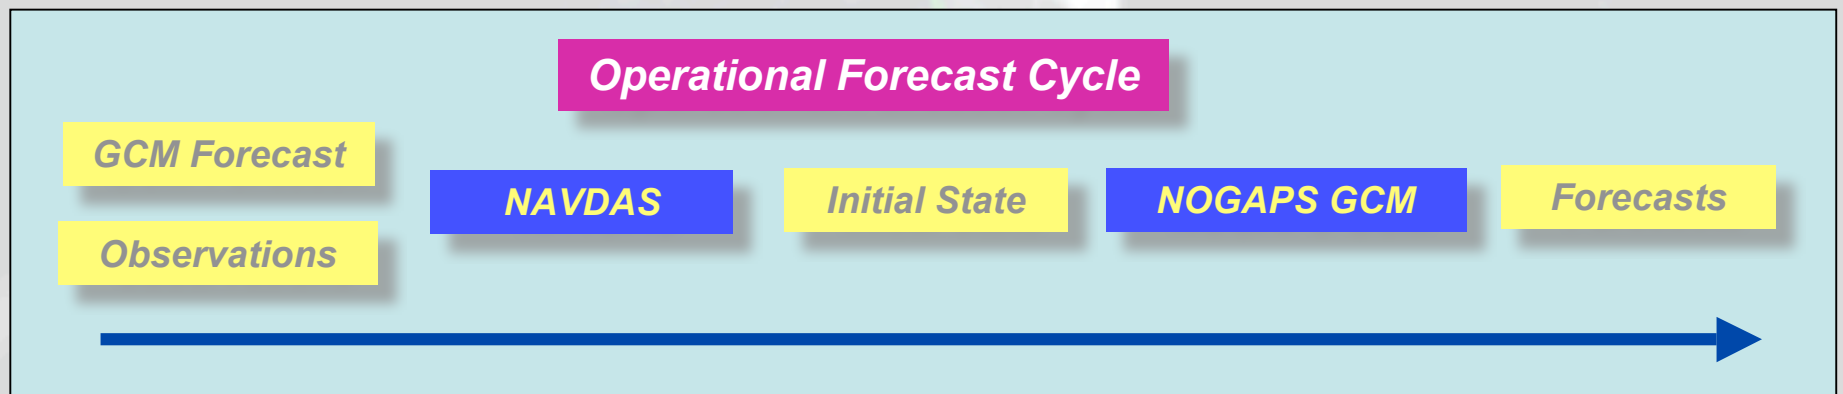 Operational Forecast Cycle
GCM Forecast
Observations
NAVDAS
Initial State
NOGAPS GCM
Forecasts